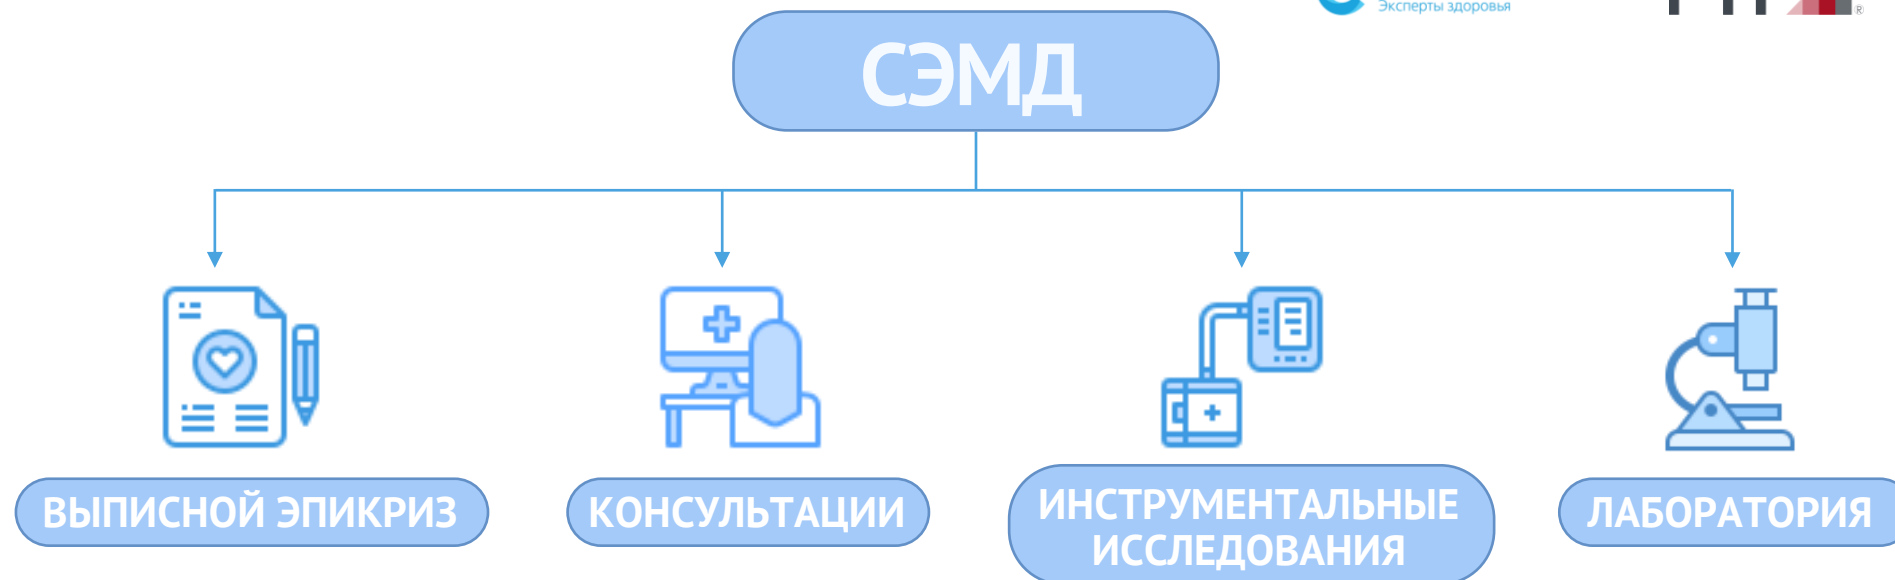 Эксперты здоровья
®
СЭМД
ВЫПИСНОЙ ЭПИКРИЗ
КОНСУЛЬТАЦИИ
ИНСТРУМЕНТАЛЬНЫЕ
ИССЛЕДОВАНИЯ
ЛАБОРАТОРИЯ